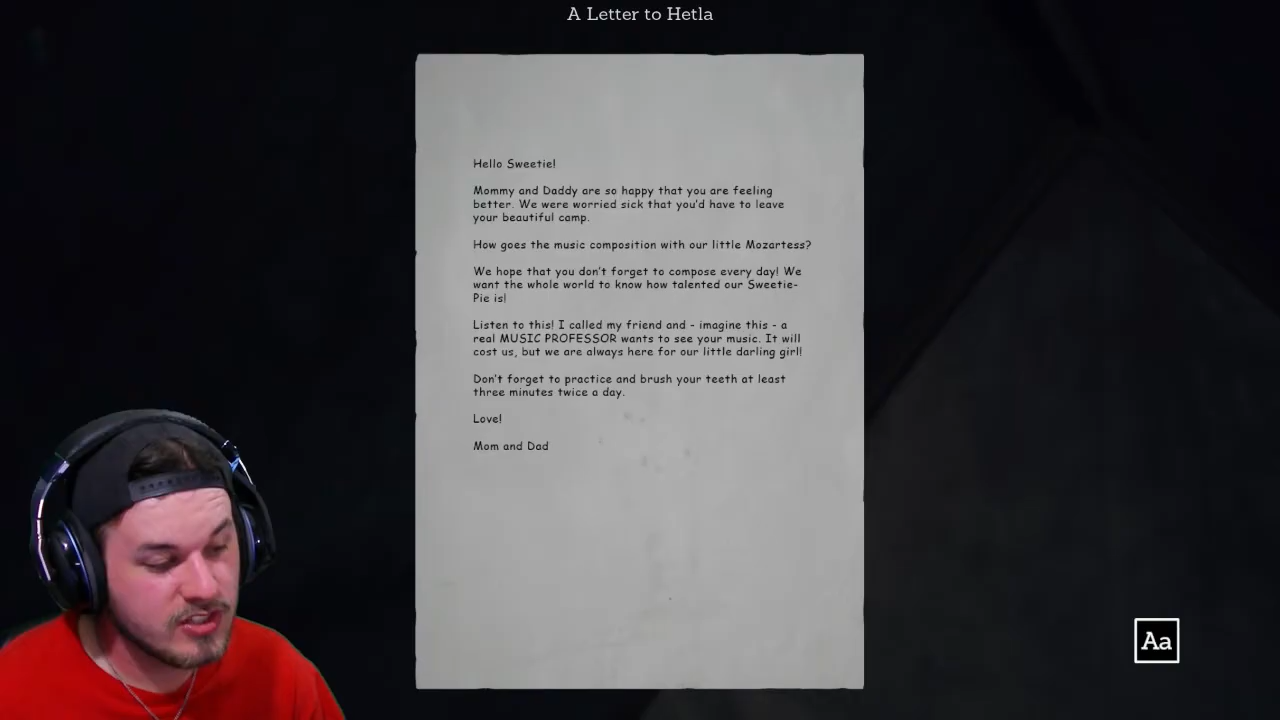 A Letter to Hetla
Hello Sweetie!
Mommy and Daddy are so happy that you are feeling
better. We were worried sick that you'd have to leave
your beautiful camp.
How goes the music composition with our little Mozartess?
We hope that you don't forget to compose every day! We
want the whole world to know how talented our Sweetie-
Pie is!
Listen to this! I called my friend and - imagine this - a
real MUSIC PROFESSOR wants to see your music. It will
cost us, but we are always here for our little darling girl!
Don't forget to practice and brush your teeth at least
three minutes twice a day.
Love!
Mom and Dad
Aa